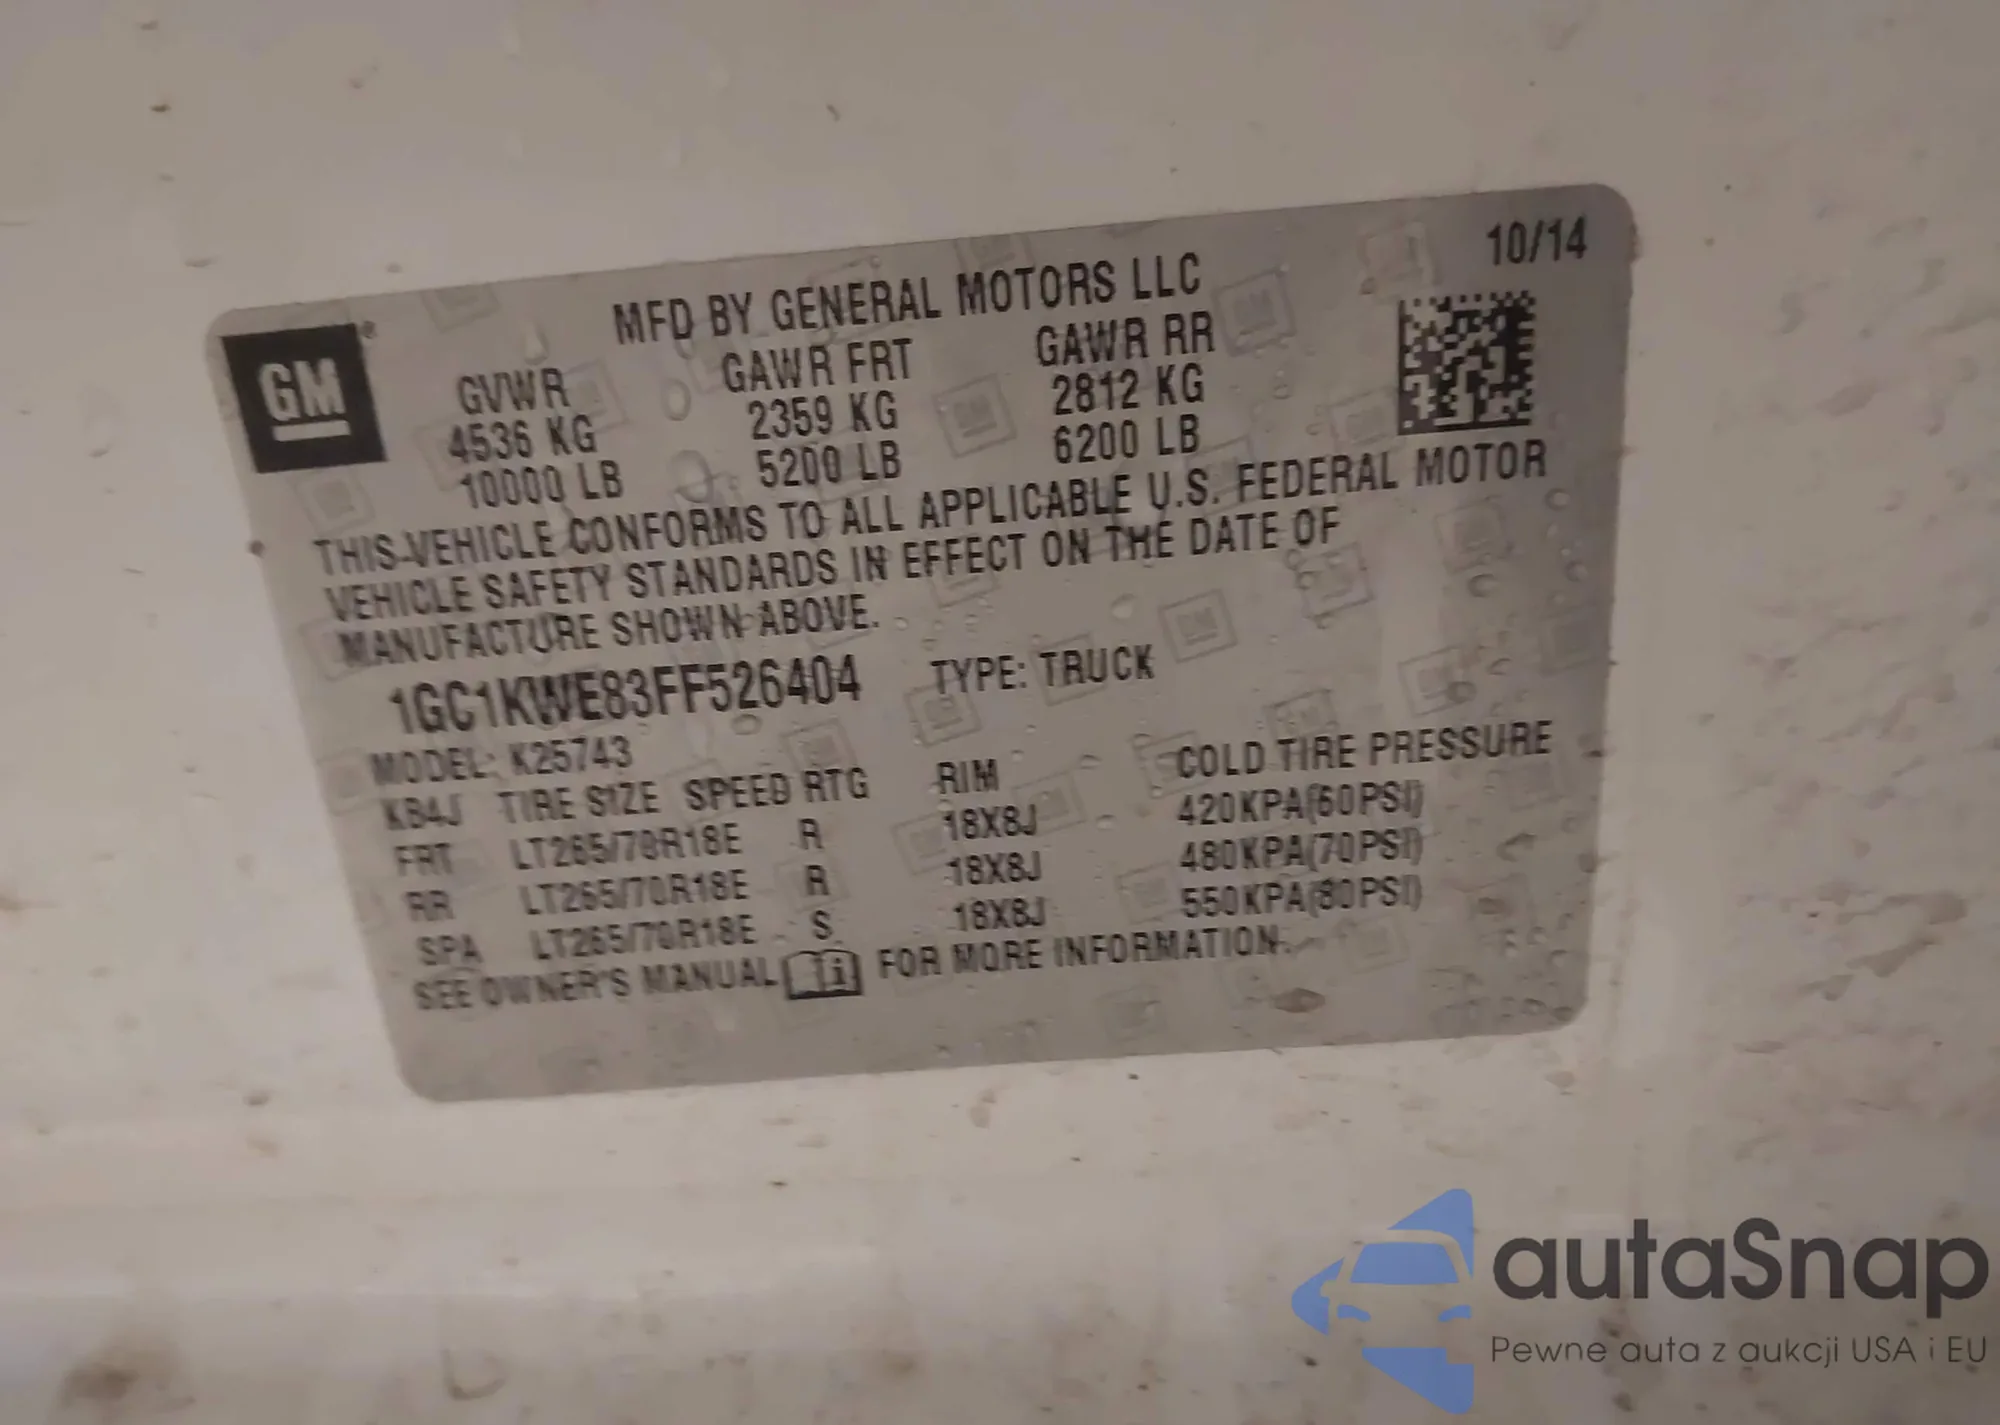 10/14
MFD BY GENERAL MOTORS LLC
GM®
GVWR GAWR FRT GAWR RR
4536 KG 2359 KG 2812 KG
10000 LB 5200 LB 6200 LB
THIS VEHICLE CONFORMS TO ALL APPLICABLE U.S. FEDERAL MOTOR
VEHICLE SAFETY STANDARDS IN EFFECT ON THE DATE OF
MANUFACTURE SHOWN ABOVE.
1GC1KWE83FF526404 TYPE: TRUCK
MODEL: K25743
KB4J TIRE SIZE SPEED RTG RIM COLD TIRE PRESSURE
FRT LT265/70R18E R 18X8J 420KPA(60PSI)
RR LT265/70R18E R 18X8J 480KPA(70PSI)
SPA LT265/70R18E S 18X8J 550KPA(80PSI)
SEE OWNER'S MANUAL i FOR MORE INFORMATION.
autaSnap
Pewne auta z aukcji USA i EU